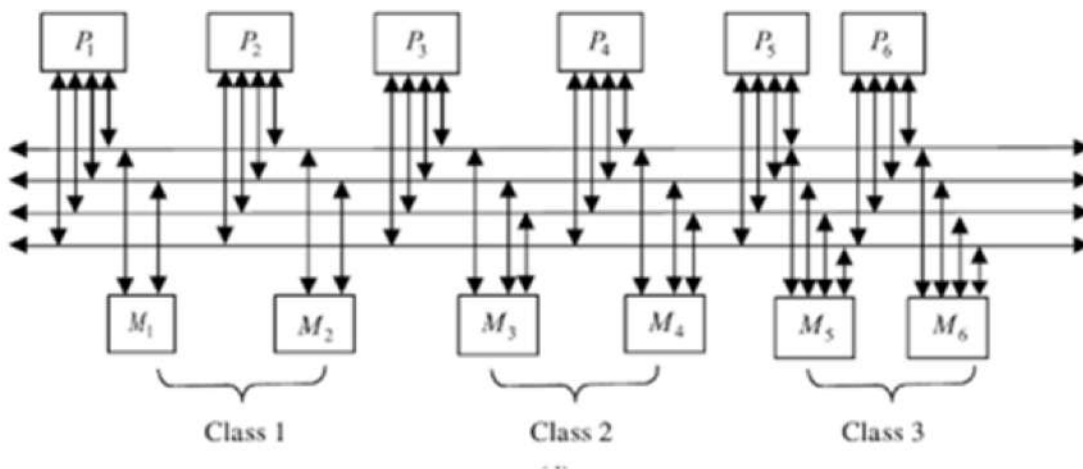 P₁ P₂ P₃ P₄ P₅ P₆
M₁ M₂ M₃ M₄ M₅ M₆
Class 1 Class 2 Class 3